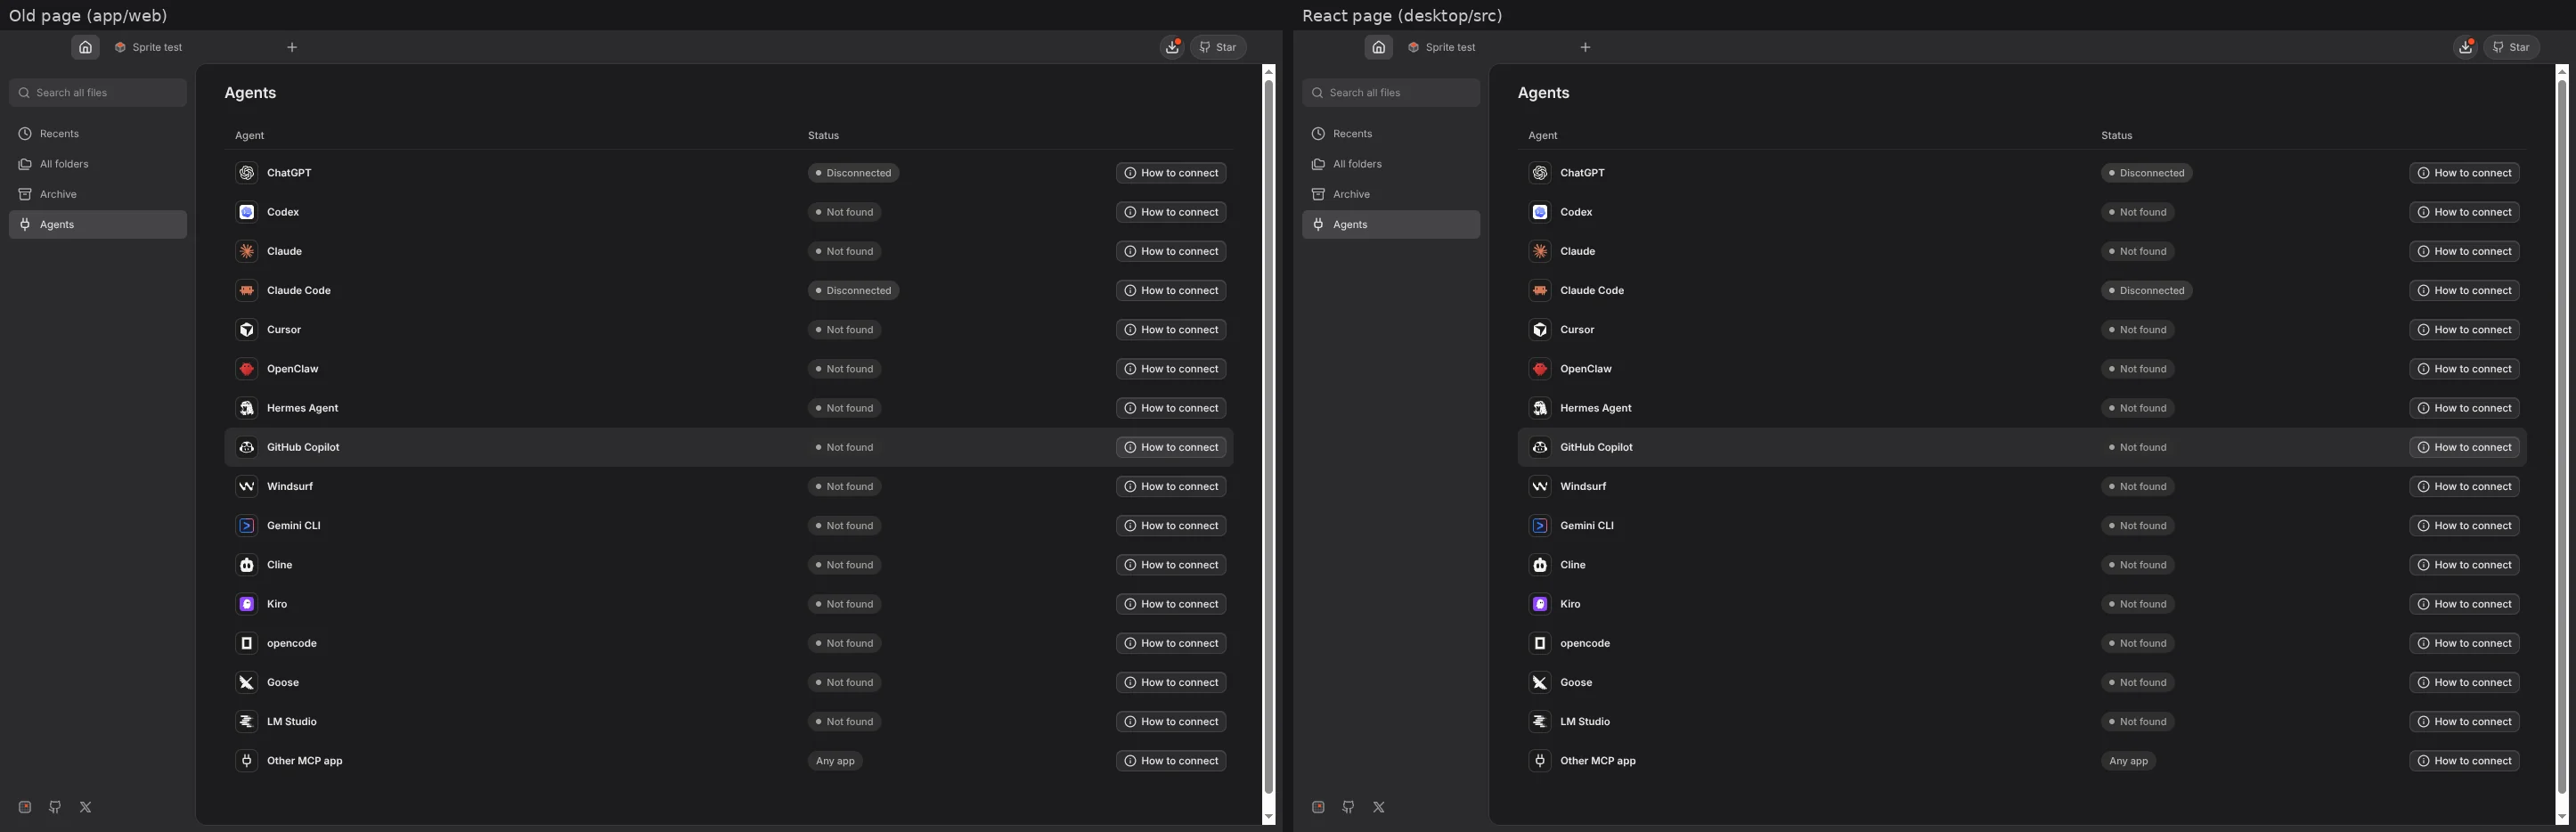 Old page (app/web)
Sprite test
Star
Search all files
Recents
All folders
Archive
Agents
Agents
Agent Status
ChatGPT Disconnected How to connect
Codex Not found How to connect
Claude Not found How to connect
Claude Code Disconnected How to connect
Cursor Not found How to connect
OpenClaw Not found How to connect
Hermes Agent Not found How to connect
GitHub Copilot Not found How to connect
Windsurf Not found How to connect
Gemini CLI Not found How to connect
Cline Not found How to connect
Kiro Not found How to connect
opencode Not found How to connect
Goose Not found How to connect
LM Studio Not found How to connect
Other MCP app Any app How to connect
React page (desktop/src)
Sprite test
Star
Search all files
Recents
All folders
Archive
Agents
Agents
Agent Status
ChatGPT Disconnected How to connect
Codex Not found How to connect
Claude Not found How to connect
Claude Code Disconnected How to connect
Cursor Not found How to connect
OpenClaw Not found How to connect
Hermes Agent Not found How to connect
GitHub Copilot Not found How to connect
Windsurf Not found How to connect
Gemini CLI Not found How to connect
Cline Not found How to connect
Kiro Not found How to connect
opencode Not found How to connect
Goose Not found How to connect
LM Studio Not found How to connect
Other MCP app Any app How to connect